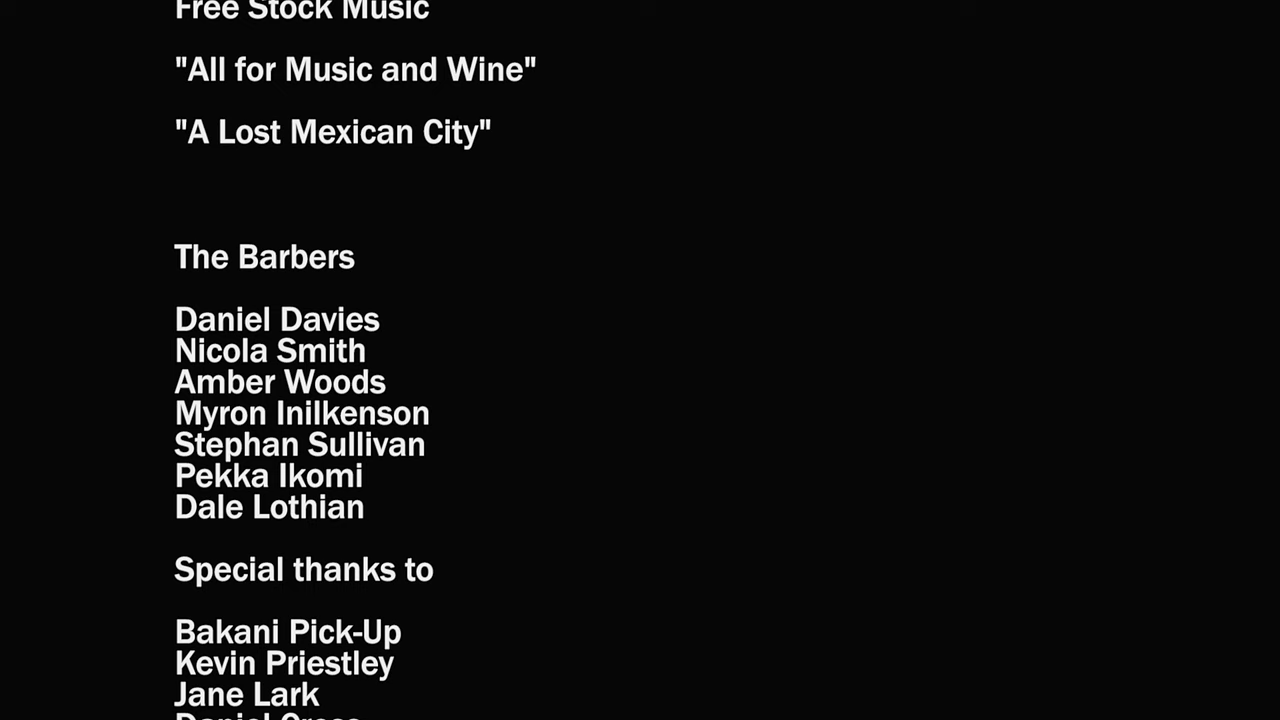 Free Stock Music
"All for Music and Wine"
"A Lost Mexican City"
The Barbers
Daniel Davies
Nicola Smith
Amber Woods
Myron Inilkenson
Stephan Sullivan
Pekka Ikomi
Dale Lothian
Special thanks to
Bakani Pick-Up
Kevin Priestley
Jane Lark
Daniel